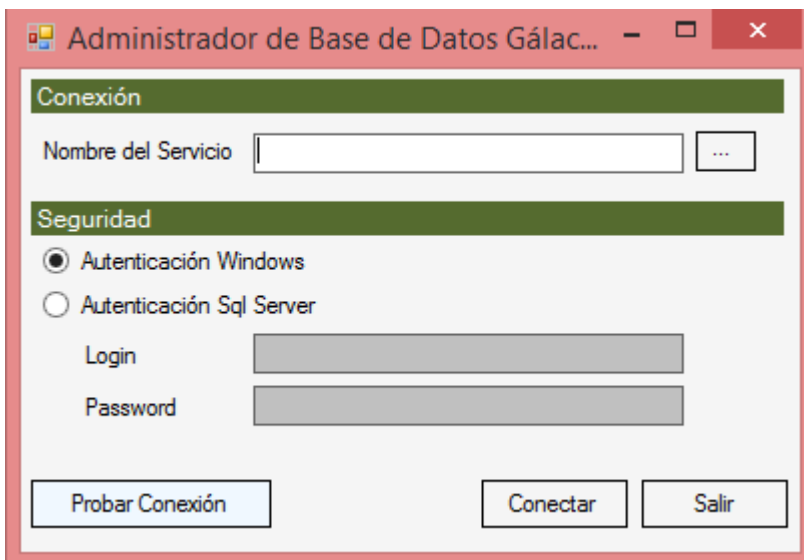 Administrador de Base de Datos Gálac...
Conexión
Nombre del Servicio
...
Seguridad
Autenticación Windows
Autenticación Sql Server
Login
Password
Probar Conexión Conectar Salir